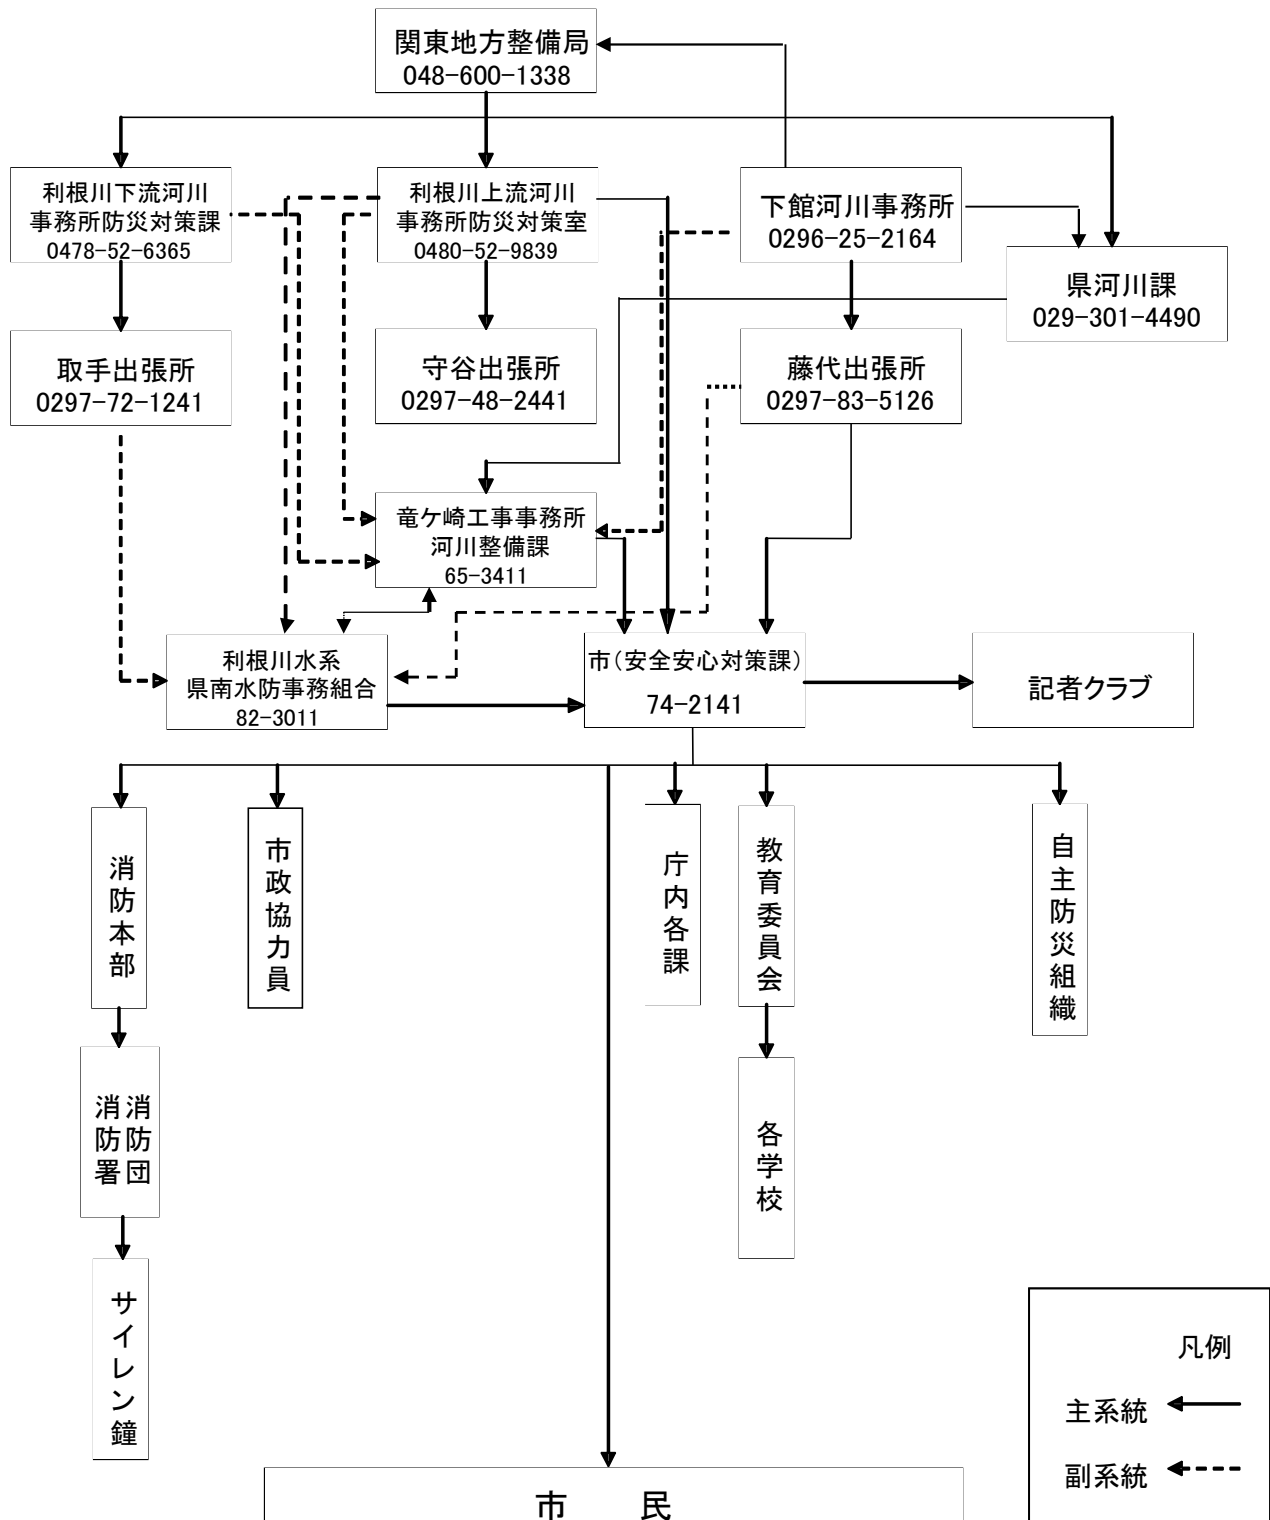 関東地方整備局
048-600-1338
利根川下流河川
事務所防災対策課
0478-52-6365
利根川上流河川
事務所防災対策室
0480-52-9839
下館河川事務所
0296-25-2164
県河川課
029-301-4490
取手出張所
0297-72-1241
守谷出張所
0297-48-2441
藤代出張所
0297-83-5126
竜ケ崎工事事務所
河川整備課
65-3411
利根川水系
県南水防事務組合
82-3011
市(安全安心対策課)
74-2141
記者クラブ
消防本部
市政協力員
庁内各課
教育委員会
自主防災組織
消防団
消防署
各学校
サイレン鐘
凡例
主系統
副系統
市　　民